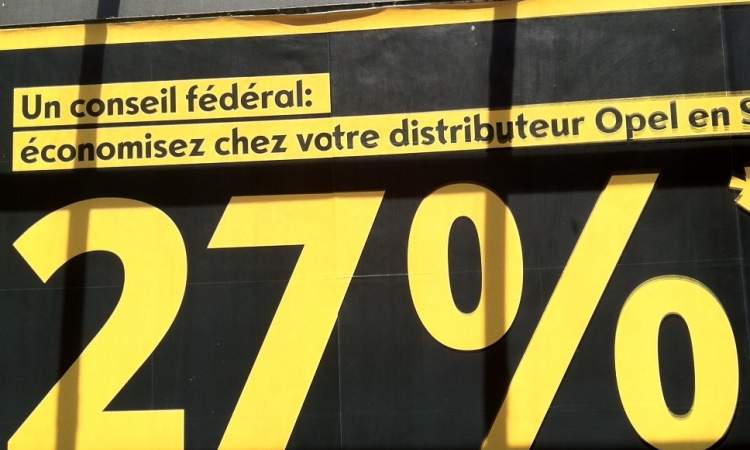 Un conseil fédéral:
économisez chez votre distributeur Opel en
27%*